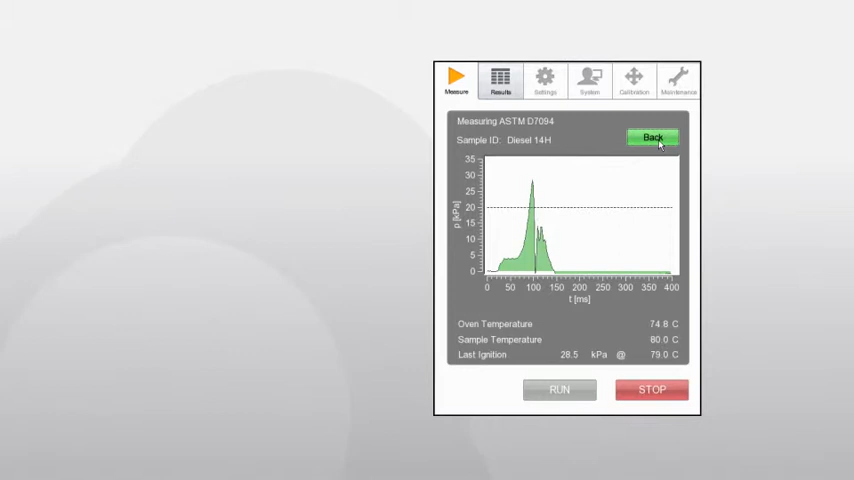 Measure Results Settings System Calibration Maintenance
Measuring ASTM D7094
Sample ID: Diesel 14H
Back
35
30
25
20
15
10
5
0
p [kPa]
0 50 100 150 200 250 300 350 400
t [ms]
Oven Temperature 74.8 C
Sample Temperature 80.0 C
Last Ignition 28.5 kPa @ 79.0 C
RUN STOP